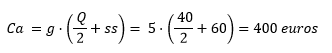 Ca = g · (Q/2 + ss) = 5 · (40/2 + 60) = 400 euros